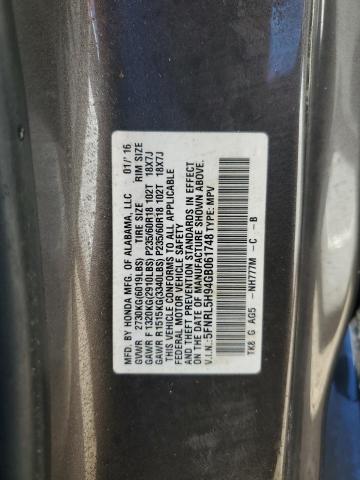 MFD. BY HONDA MFG. OF ALABAMA, LLC 01/'16
GVWR 2730KG(6019LBS) TIRE SIZE RIM SIZE
GAWR F 1320KG(2910LBS) P235/60R18 102T 18X7J
GAWR R1515KG(3340LBS) P235/60R18 102T 18X7J
THIS VEHICLE CONFORMS TO ALL APPLICABLE
FEDERAL MOTOR VEHICLE SAFETY
AND THEFT PREVENTION STANDARDS IN EFFECT
ON THE DATE OF MANUFACTURE SHOWN ABOVE.
V.I.N.:5FNRL5H94GB061748 TYPE: MPV
TK8 G AG5 -NH777M -C -B